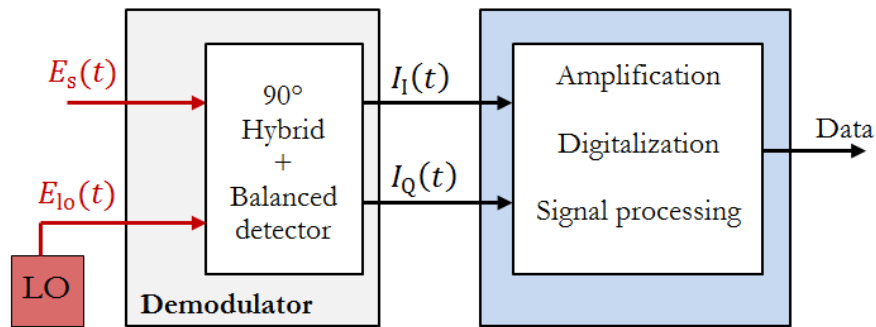 E_s(t)
E_lo(t)
LO
90°
Hybrid
+
Balanced
detector
Demodulator
I_I(t)
I_Q(t)
Amplification
Digitalization
Signal processing
Data